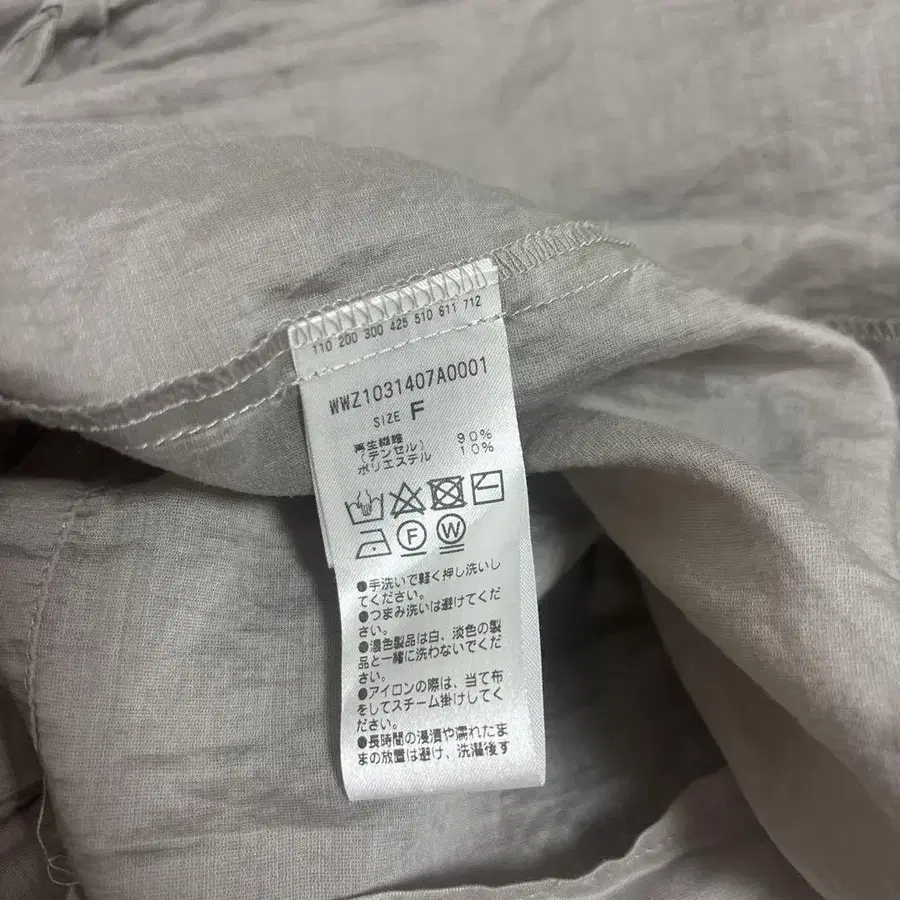 110 200 300 425 510 611 712
WWZ1031407A0001
SIZE F
再生繊維 90%
(テンセル)
ポリエステル 10%
F W
●手洗いで軽く押し洗いし
てください。
●つまみ洗いは避けてくだ
さい。
●濃色製品は白、淡色の製
品と一緒に洗わないでくだ
さい。
●アイロンの際は、当て布
をしてスチーム掛けしてく
ださい。
●長時間の浸漬や濡れたま
まの放置は避け、洗濯後す